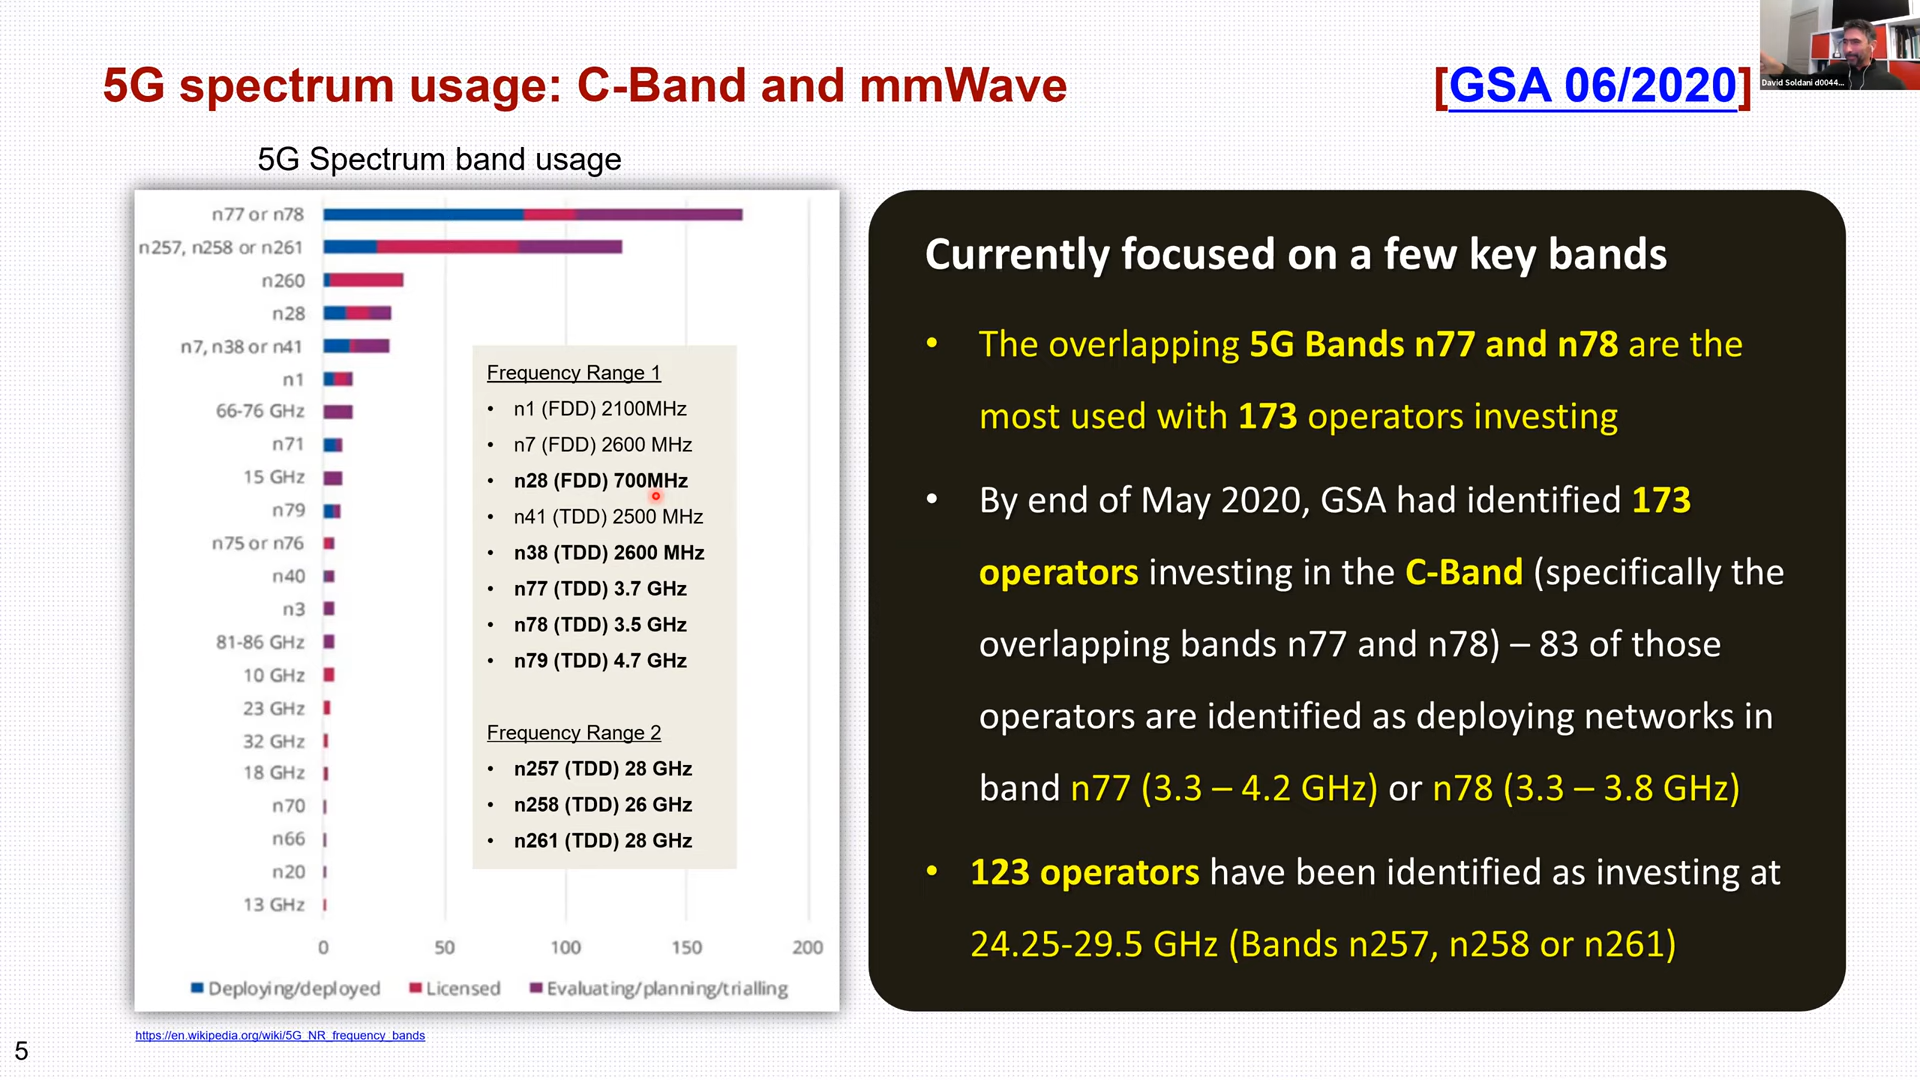 5G spectrum usage: C-Band and mmWave
[GSA 06/2020]
David Soldani d0044...
5G Spectrum band usage
n77 or n78
n257, n258 or n261
n260
n28
n7, n38 or n41
n1
66-76 GHz
n71
15 GHz
n79
n75 or n76
n40
n3
81-86 GHz
10 GHz
23 GHz
32 GHz
18 GHz
n70
n66
n20
13 GHz
0 50 100 150 200
Deploying/deployed Licensed Evaluating/planning/trialling
Frequency Range 1
• n1 (FDD) 2100MHz
• n7 (FDD) 2600 MHz
• n28 (FDD) 700MHz
• n41 (TDD) 2500 MHz
• n38 (TDD) 2600 MHz
• n77 (TDD) 3.7 GHz
• n78 (TDD) 3.5 GHz
• n79 (TDD) 4.7 GHz
Frequency Range 2
• n257 (TDD) 28 GHz
• n258 (TDD) 26 GHz
• n261 (TDD) 28 GHz
Currently focused on a few key bands
• The overlapping 5G Bands n77 and n78 are the
most used with 173 operators investing
• By end of May 2020, GSA had identified 173
operators investing in the C-Band (specifically the
overlapping bands n77 and n78) – 83 of those
operators are identified as deploying networks in
band n77 (3.3 – 4.2 GHz) or n78 (3.3 – 3.8 GHz)
• 123 operators have been identified as investing at
24.25-29.5 GHz (Bands n257, n258 or n261)
https://en.wikipedia.org/wiki/5G_NR_frequency_bands
5